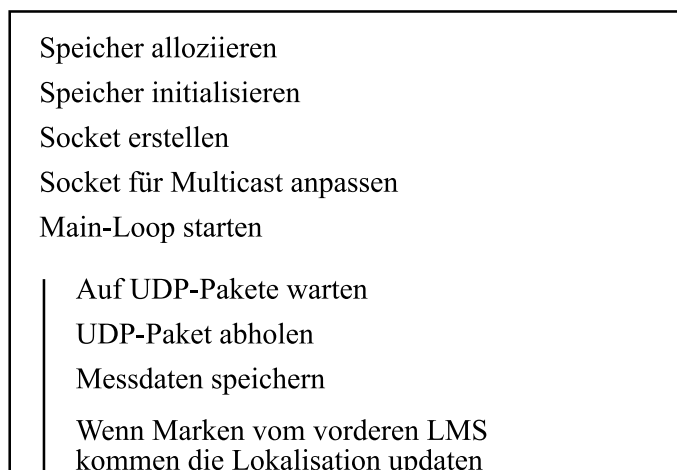 Speicher alloziieren
Speicher initialisieren
Socket erstellen
Socket für Multicast anpassen
Main-Loop starten
Auf UDP-Pakete warten
UDP-Paket abholen
Messdaten speichern
Wenn Marken vom vorderen LMS
kommen die Lokalisation updaten